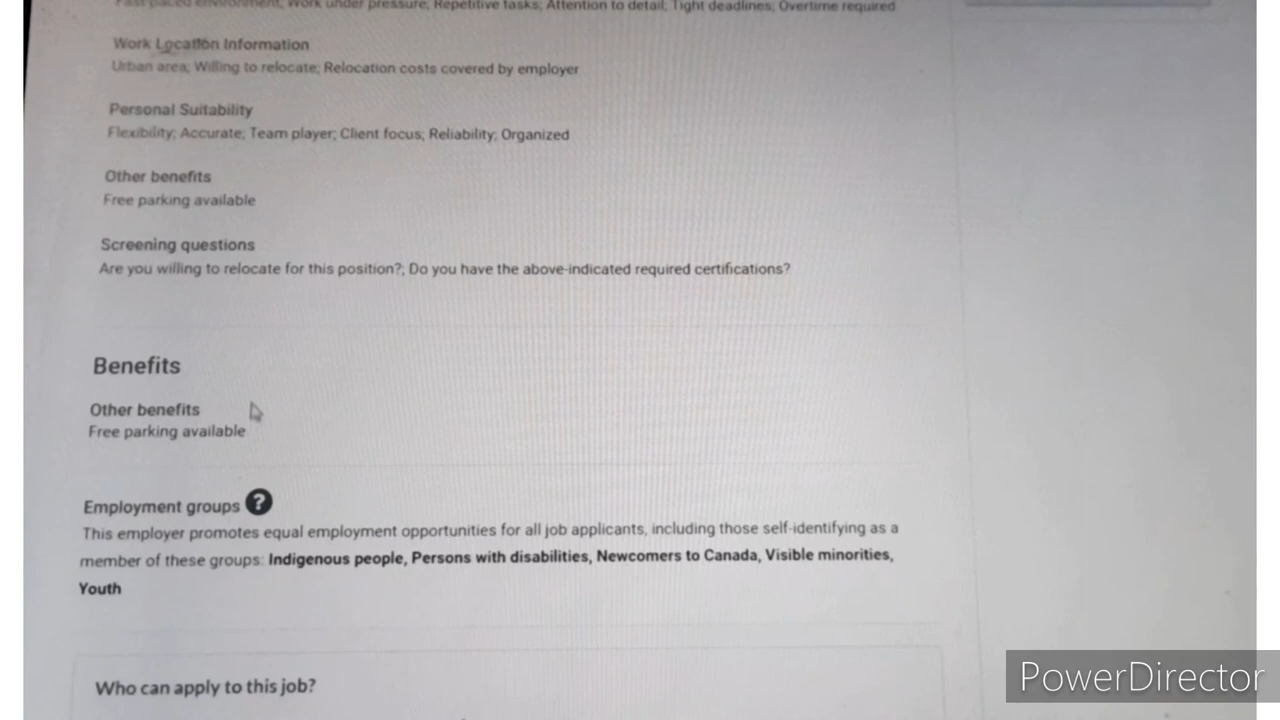 Fast-paced environment; Work under pressure; Repetitive tasks; Attention to detail; Tight deadlines; Overtime required
Work Location Information
Urban area; Willing to relocate; Relocation costs covered by employer
Personal Suitability
Flexibility; Accurate; Team player; Client focus; Reliability; Organized
Other benefits
Free parking available
Screening questions
Are you willing to relocate for this position?; Do you have the above-indicated required certifications?
Benefits
Other benefits
Free parking available
Employment groups ?
This employer promotes equal employment opportunities for all job applicants, including those self-identifying as a
member of these groups: Indigenous people, Persons with disabilities, Newcomers to Canada, Visible minorities,
Youth
Who can apply to this job?
PowerDirector